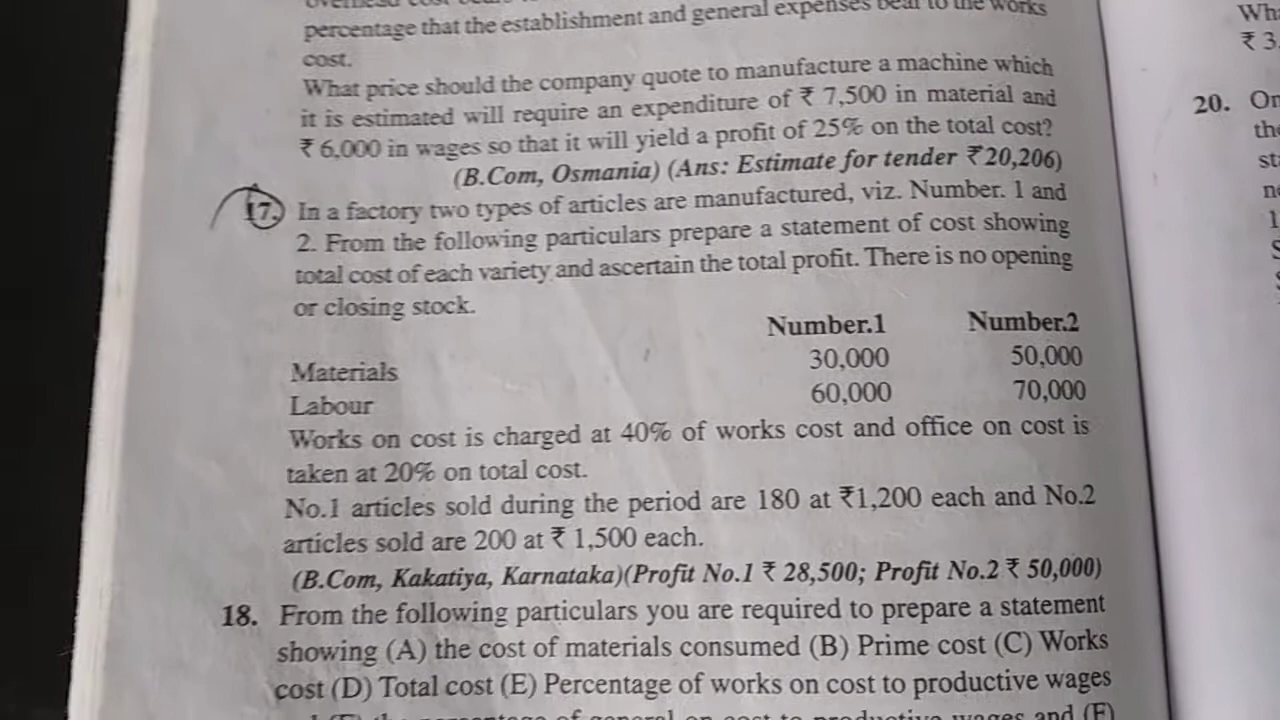 percentage that the establishment and general expenses bear to the works
cost.
What price should the company quote to manufacture a machine which
it is estimated will require an expenditure of ₹ 7,500 in material and
₹ 6,000 in wages so that it will yield a profit of 25% on the total cost?
(B.Com, Osmania) (Ans: Estimate for tender ₹20,206)
17. In a factory two types of articles are manufactured, viz. Number. 1 and
2. From the following particulars prepare a statement of cost showing
total cost of each variety and ascertain the total profit. There is no opening
or closing stock.
Number.1 Number.2
Materials 30,000 50,000
Labour 60,000 70,000
Works on cost is charged at 40% of works cost and office on cost is
taken at 20% on total cost.
No.1 articles sold during the period are 180 at ₹1,200 each and No.2
articles sold are 200 at ₹ 1,500 each.
(B.Com, Kakatiya, Karnataka)(Profit No.1 ₹ 28,500; Profit No.2 ₹ 50,000)
18. From the following particulars you are required to prepare a statement
showing (A) the cost of materials consumed (B) Prime cost (C) Works
cost (D) Total cost (E) Percentage of works on cost to productive wages
₹ 3
20.